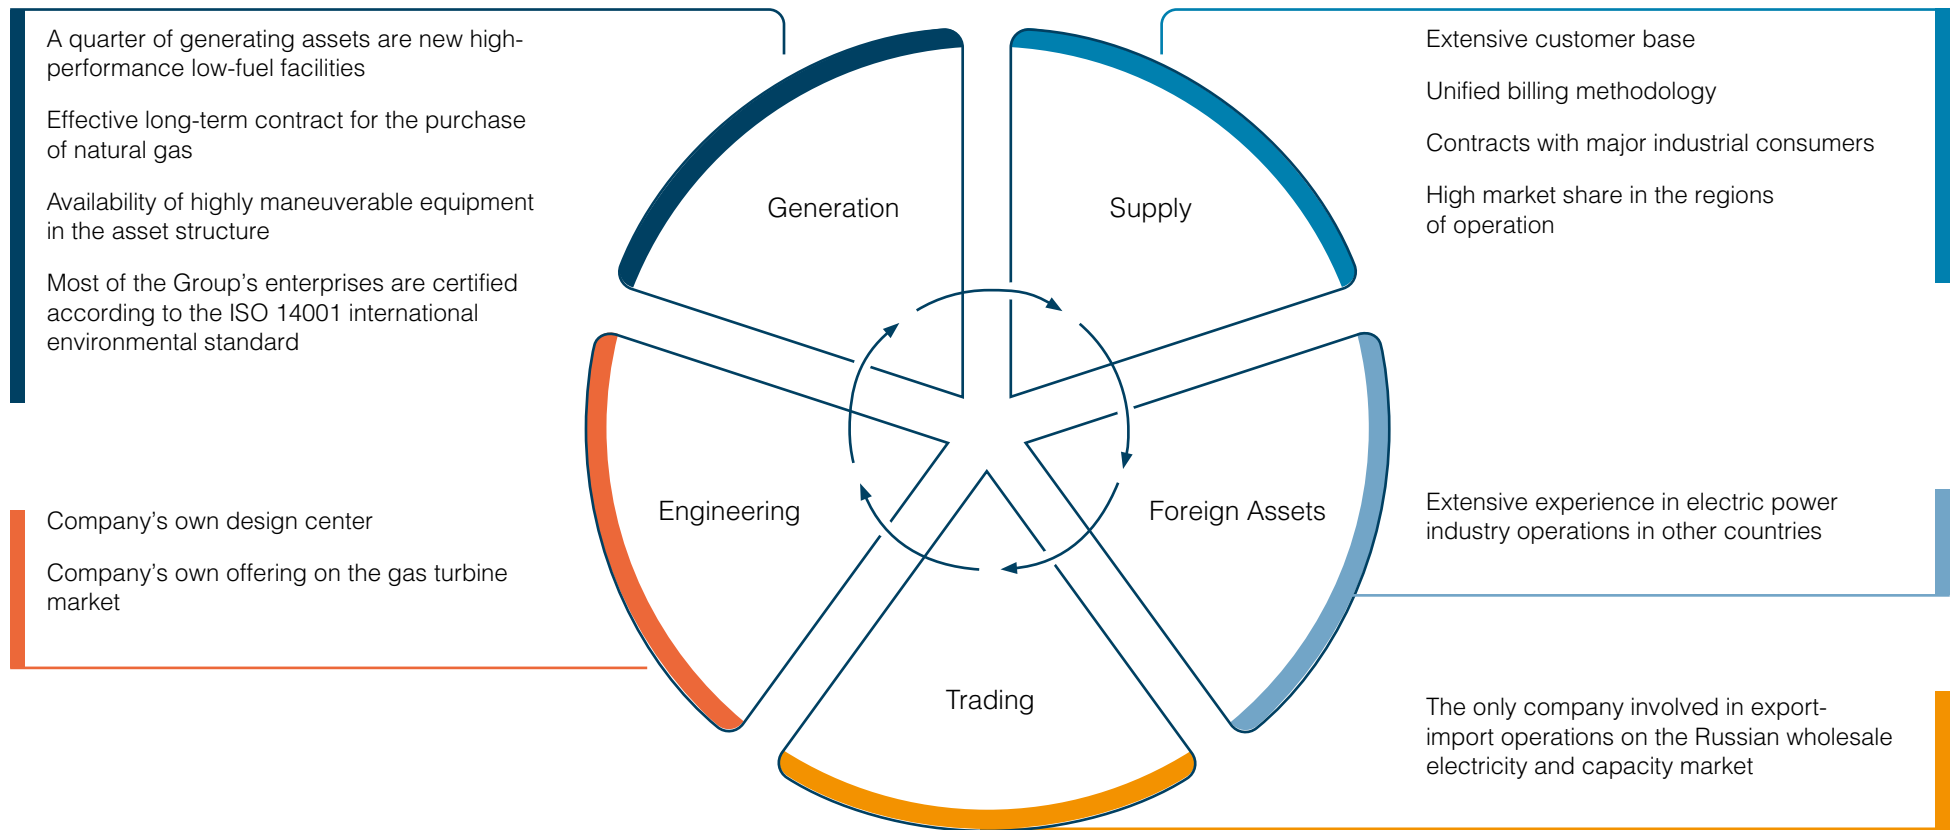 A quarter of generating assets are new high-
performance low-fuel facilities
Effective long-term contract for the purchase
of natural gas
Availability of highly maneuverable equipment
in the asset structure
Most of the Group’s enterprises are certified
according to the ISO 14001 international
environmental standard
Generation
Supply
Extensive customer base
Unified billing methodology
Contracts with major industrial consumers
High market share in the regions
of operation
Company’s own design center
Company’s own offering on the gas turbine
market
Engineering
Foreign Assets
Extensive experience in electric power
industry operations in other countries
Trading
The only company involved in export-
import operations on the Russian wholesale
electricity and capacity market